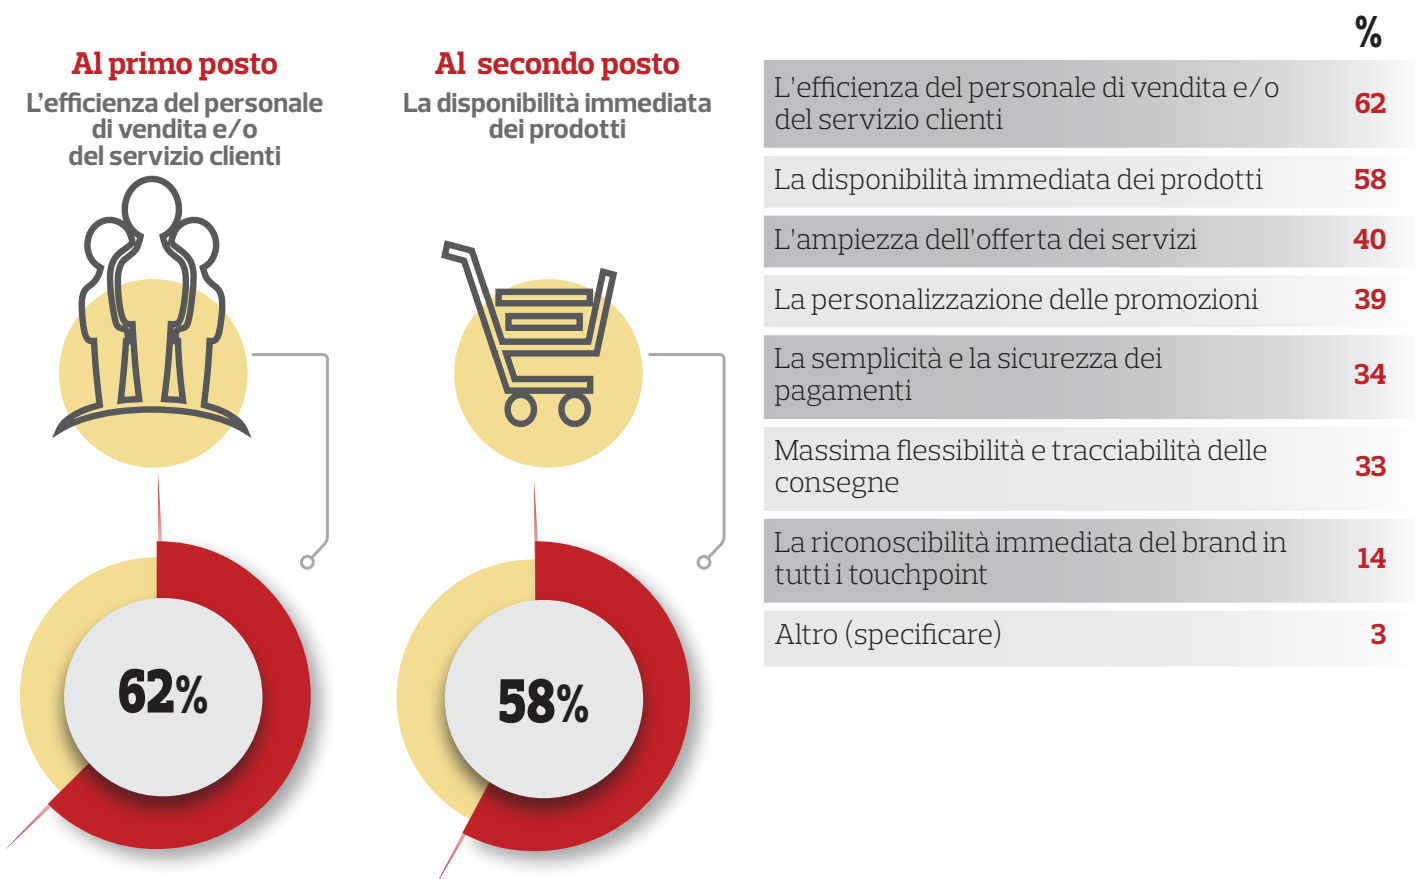 Al primo posto
L'efficienza del personale
di vendita e/o
del servizio clienti
62%
Al secondo posto
La disponibilità immediata
dei prodotti
58%
%
L'efficienza del personale di vendita e/o
del servizio clienti 62
La disponibilità immediata dei prodotti 58
L'ampiezza dell'offerta dei servizi 40
La personalizzazione delle promozioni 39
La semplicità e la sicurezza dei
pagamenti 34
Massima flessibilità e tracciabilità delle
consegne 33
La riconoscibilità immediata del brand in
tutti i touchpoint 14
Altro (specificare) 3